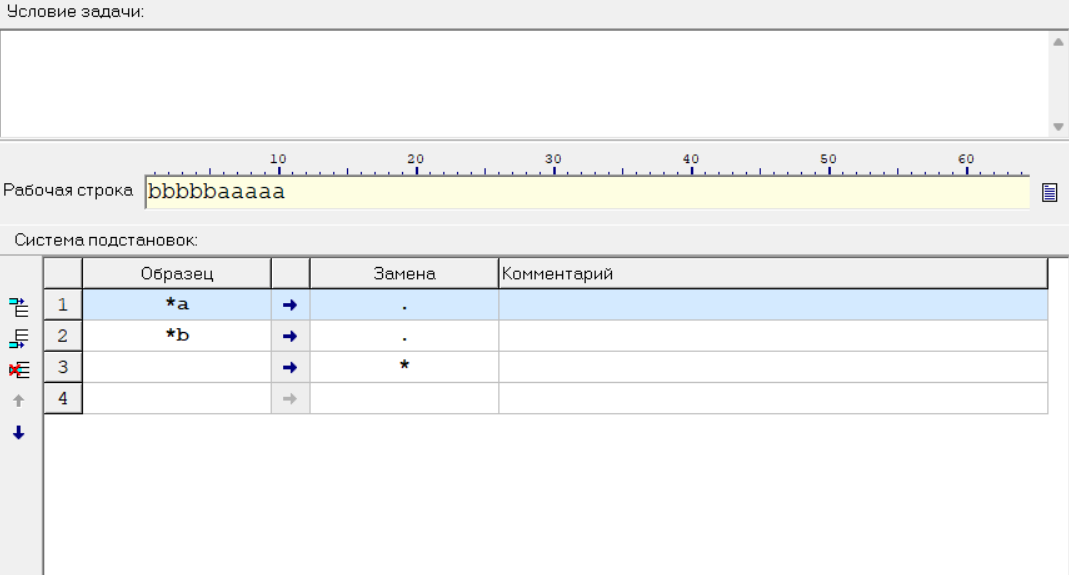 Условие задачи:
10 20 30 40 50 60
Рабочая строка bbbbbaaaaa
Система подстановок:
Образец Замена Комментарий
1 *a → .
2 *b → .
3 → *
4 →